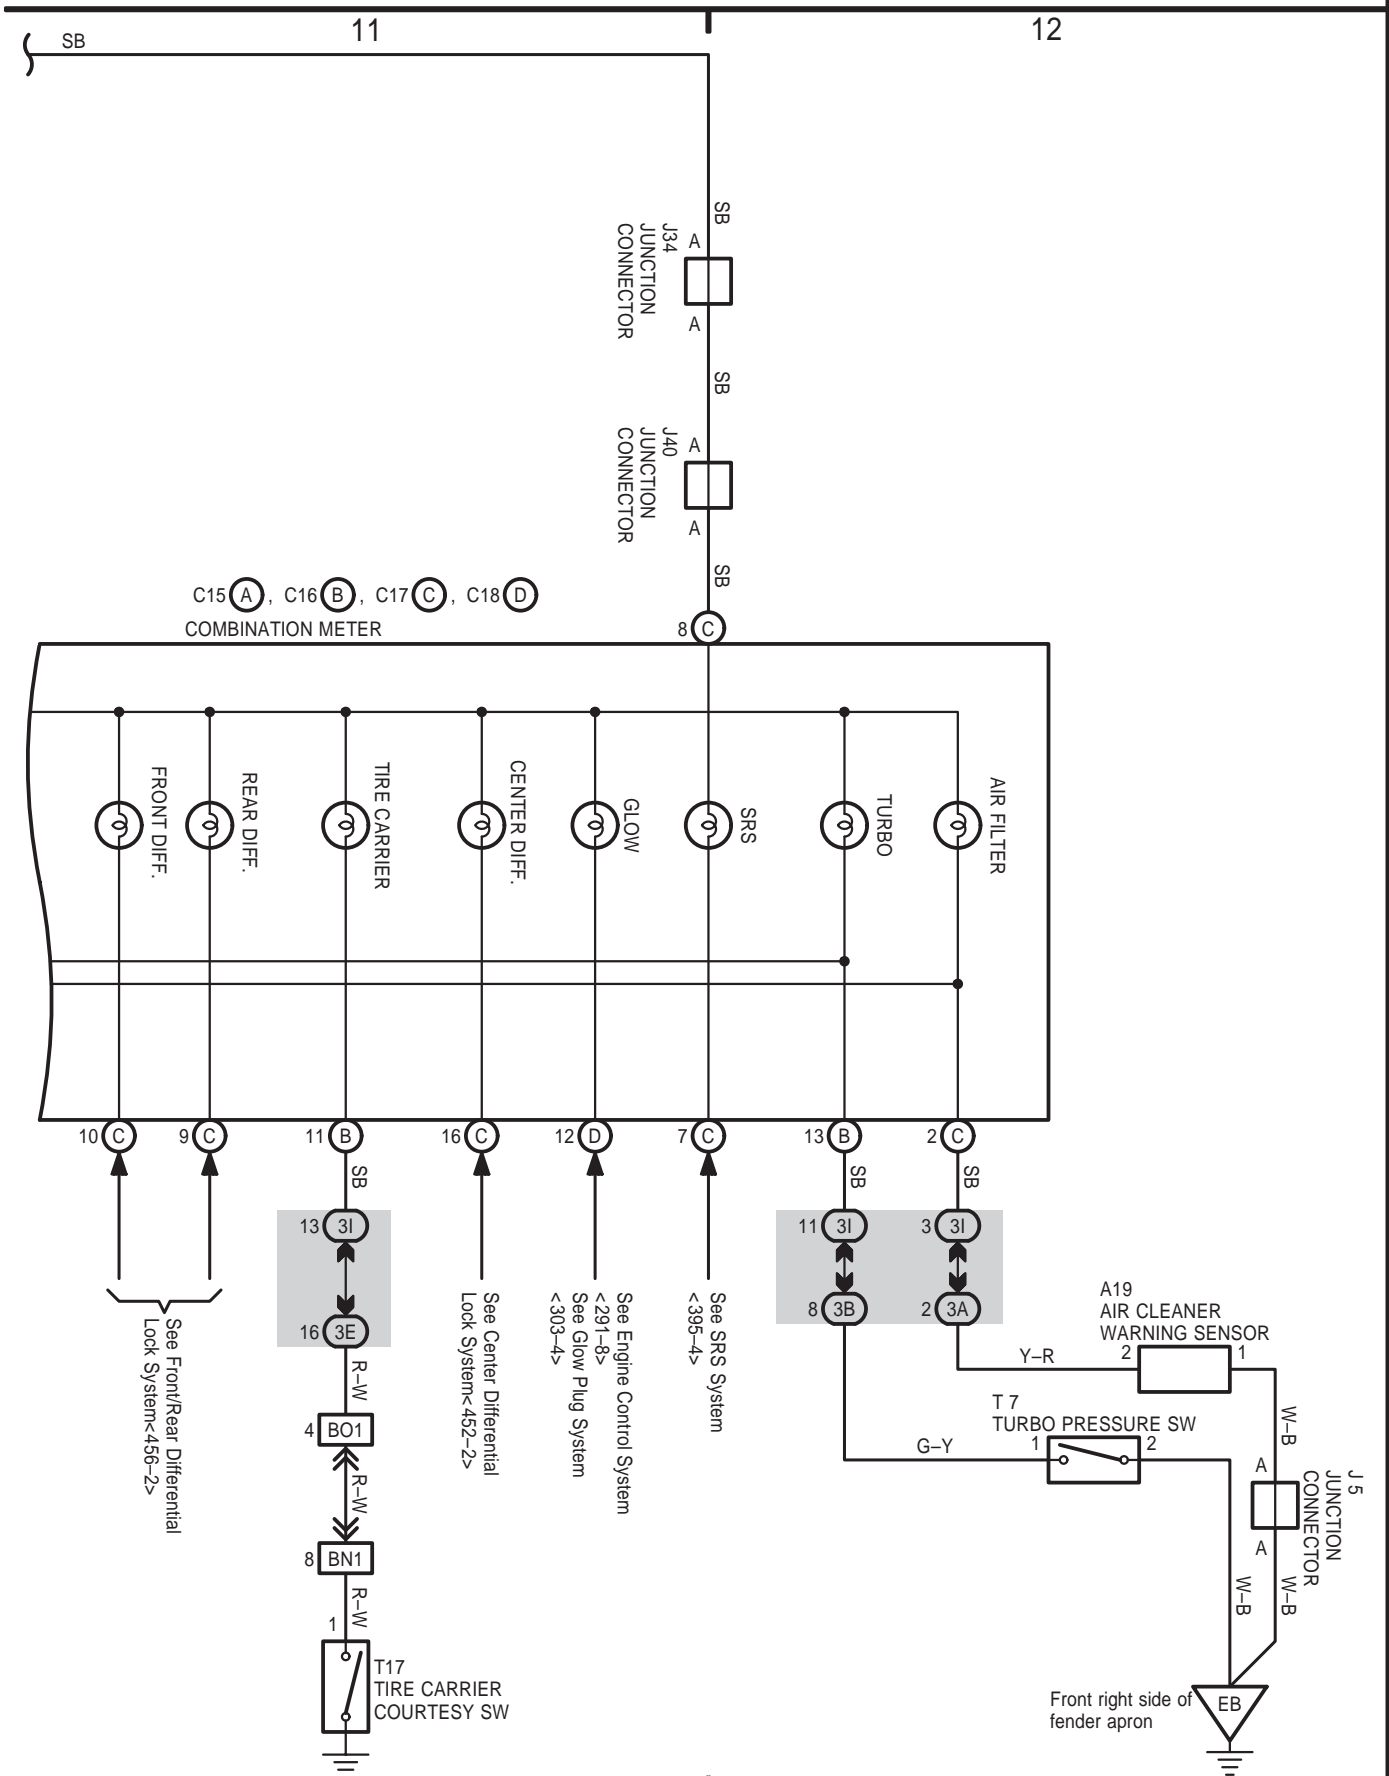 11
12
SB
SB
J34
JUNCTION
CONNECTOR
A
A
SB
J40
JUNCTION
CONNECTOR
A
A
SB
C15 A , C16 B , C17 C , C18 D
COMBINATION METER
8 C
FRONT DIFF.
REAR DIFF.
TIRE CARRIER
CENTER DIFF.
GLOW
SRS
TURBO
AIR FILTER
10 C
9 C
11 B
16 C
12 D
7 C
13 B
2 C
SB
SB
SB
13 3I
11 3I
3 3I
16 3E
8 3B
2 3A
See Front/Rear Differential
Lock System<456–2>
R–W
4 BO1
R–W
8 BN1
R–W
1
T17
TIRE CARRIER
COURTESY SW
See Center Differential
Lock System<452–2>
See Engine Control System
<291–8>
See Glow Plug System
<303–4>
See SRS System
<395–4>
A19
AIR CLEANER
WARNING SENSOR
Y–R
2
1
T 7
TURBO PRESSURE SW
G–Y
1
2
W–B
A
J 5
JUNCTION
CONNECTOR
A
W–B
W–B
Front right side of
fender apron
EB